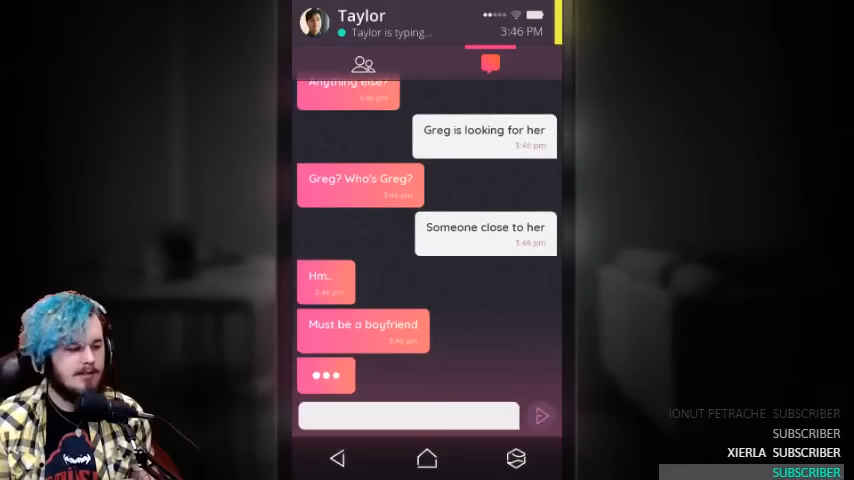 Taylor
Taylor is typing...
3:46 PM
Anything else?
3:46 pm
Greg is looking for her
3:46 pm
Greg? Who's Greg?
3:46 pm
Someone close to her
3:46 pm
Hm..
3:46 pm
Must be a boyfriend
3:46 pm
IONUT PETRACHE SUBSCRIBER
SUBSCRIBER
XIERLA SUBSCRIBER
SUBSCRIBER